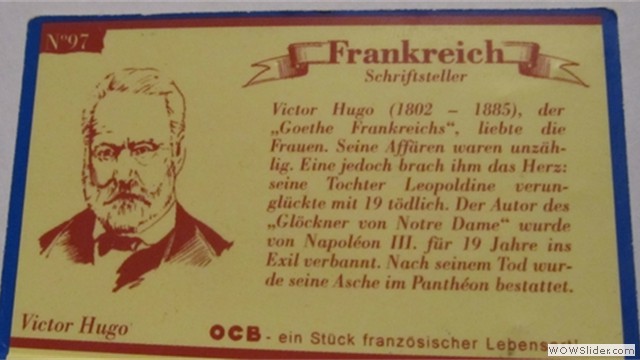 Nº97
Frankreich
Schriftsteller
Victor Hugo (1802 – 1885), der
„Goethe Frankreichs“, liebte die
Frauen. Seine Affären waren unzäh-
lig. Eine jedoch brach ihm das Herz:
seine Tochter Leopoldine verun-
glückte mit 19 tödlich. Der Autor des
„Glöckner von Notre Dame“ wurde
von Napoléon III. für 19 Jahre ins
Exil verbannt. Nach seinem Tod wur-
de seine Asche im Panthéon bestattet.
Victor Hugo
OCB - ein Stück französischer
WOWSlider.com